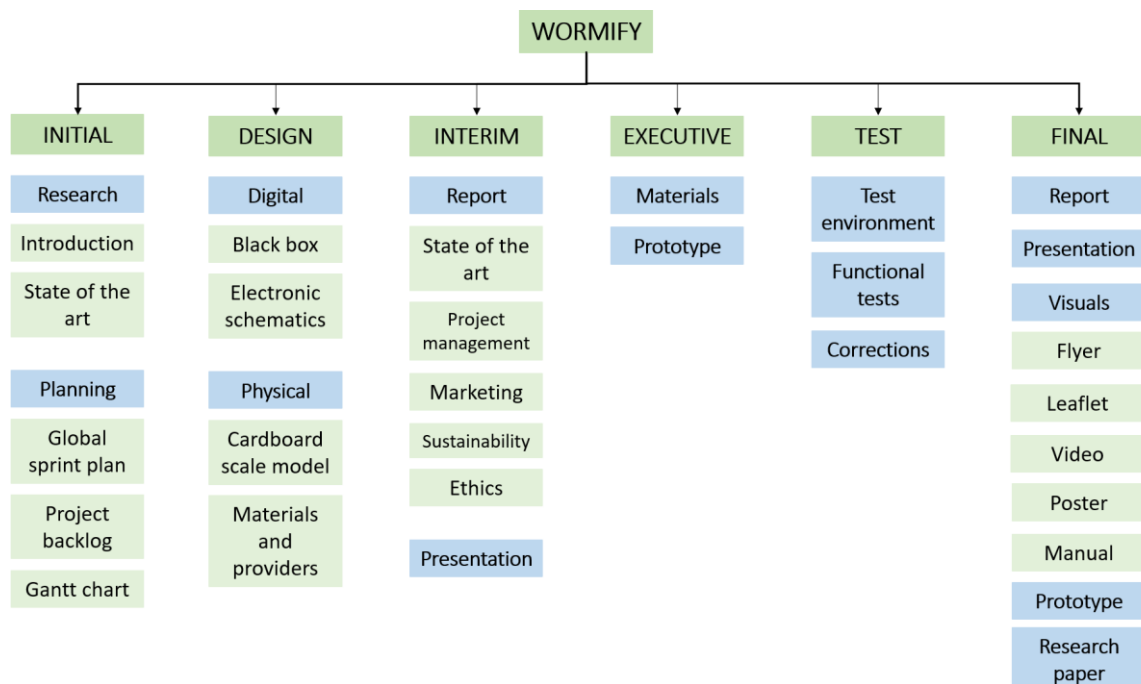 WORMIFY
INITIAL
Research
Introduction
State of the
art
Planning
Global
sprint plan
Project
backlog
Gantt chart
DESIGN
Digital
Black box
Electronic
schematics
Physical
Cardboard
scale model
Materials
and
providers
INTERIM
Report
State of the
art
Project
management
Marketing
Sustainability
Ethics
Presentation
EXECUTIVE
Materials
Prototype
TEST
Test
environment
Functional
tests
Corrections
FINAL
Report
Presentation
Visuals
Flyer
Leaflet
Video
Poster
Manual
Prototype
Research
paper